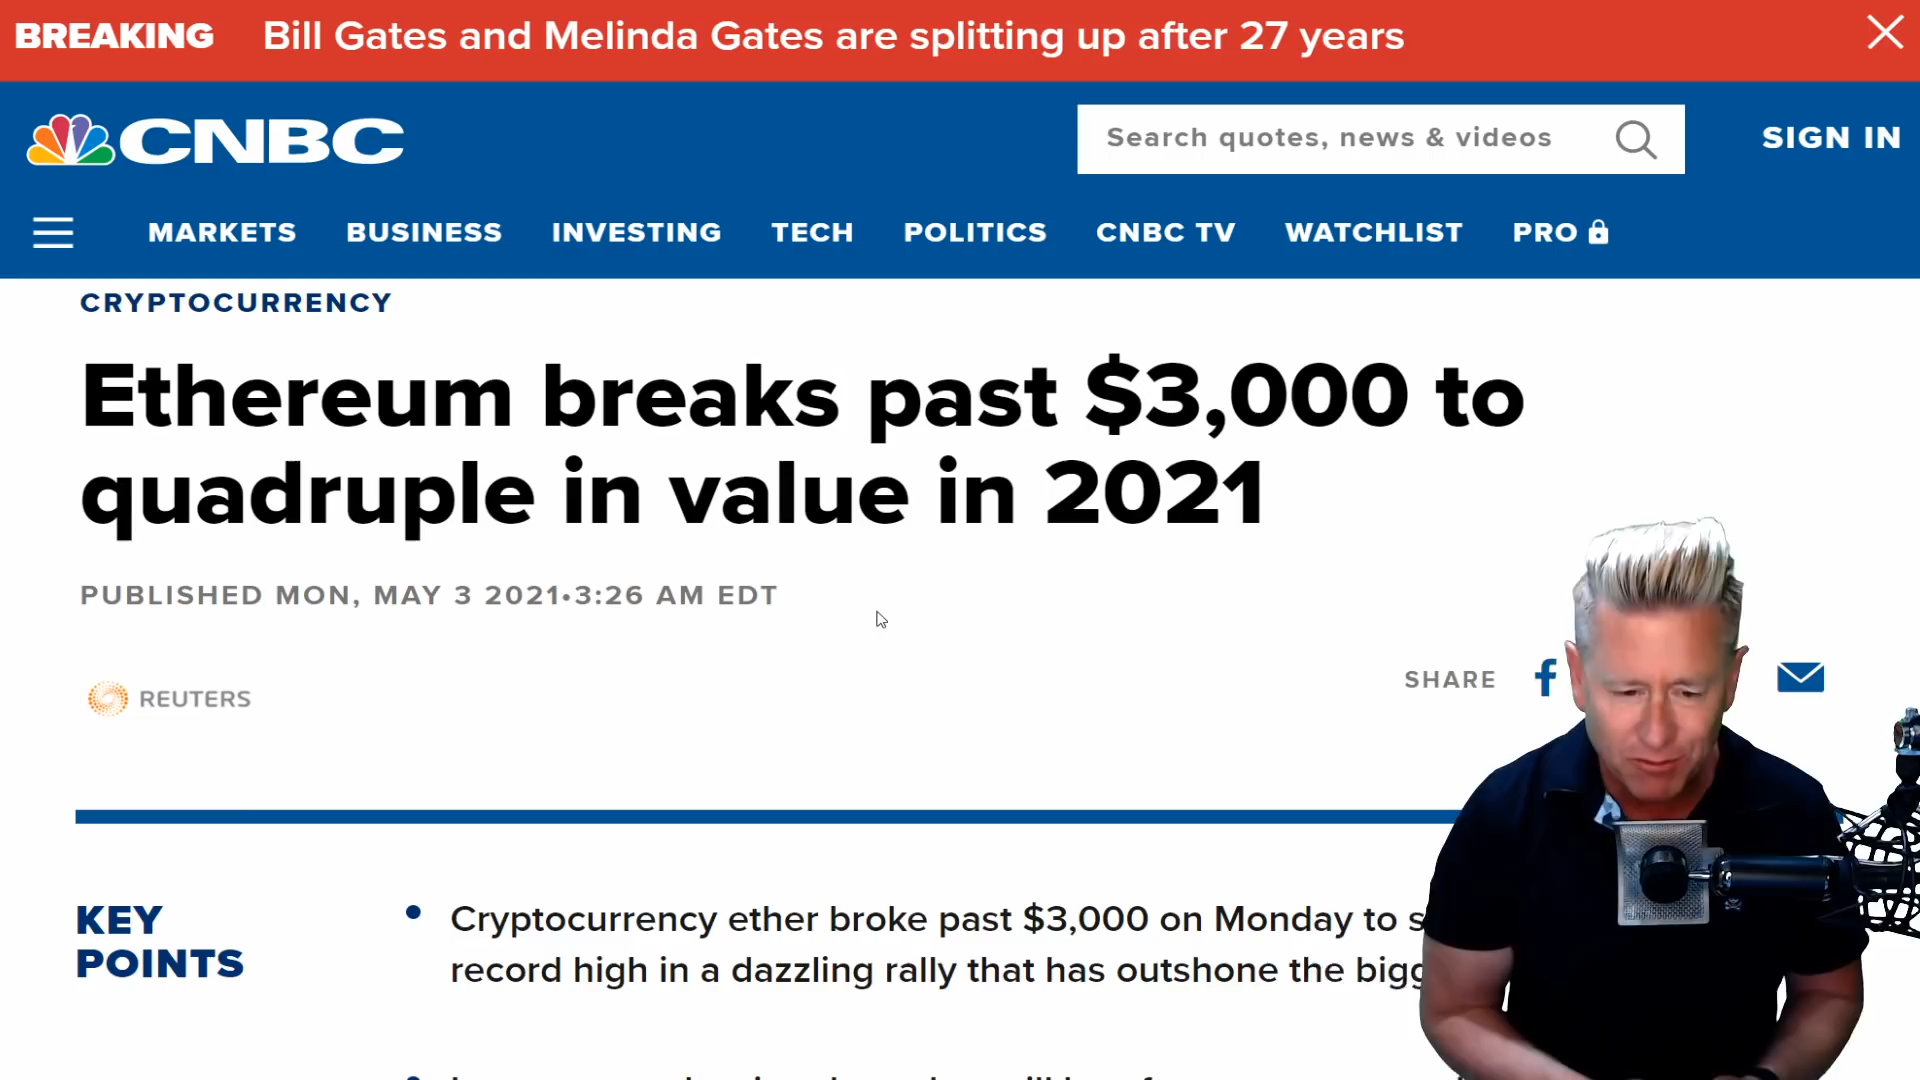 BREAKING Bill Gates and Melinda Gates are splitting up after 27 years
CNBC
Search quotes, news & videos
SIGN IN
MARKETS BUSINESS INVESTING TECH POLITICS CNBC TV WATCHLIST PRO
CRYPTOCURRENCY
Ethereum breaks past $3,000 to
quadruple in value in 2021
PUBLISHED MON, MAY 3 2021•3:26 AM EDT
REUTERS
SHARE
KEY
POINTS
• Cryptocurrency ether broke past $3,000 on Monday to
record high in a dazzling rally that has outshone the